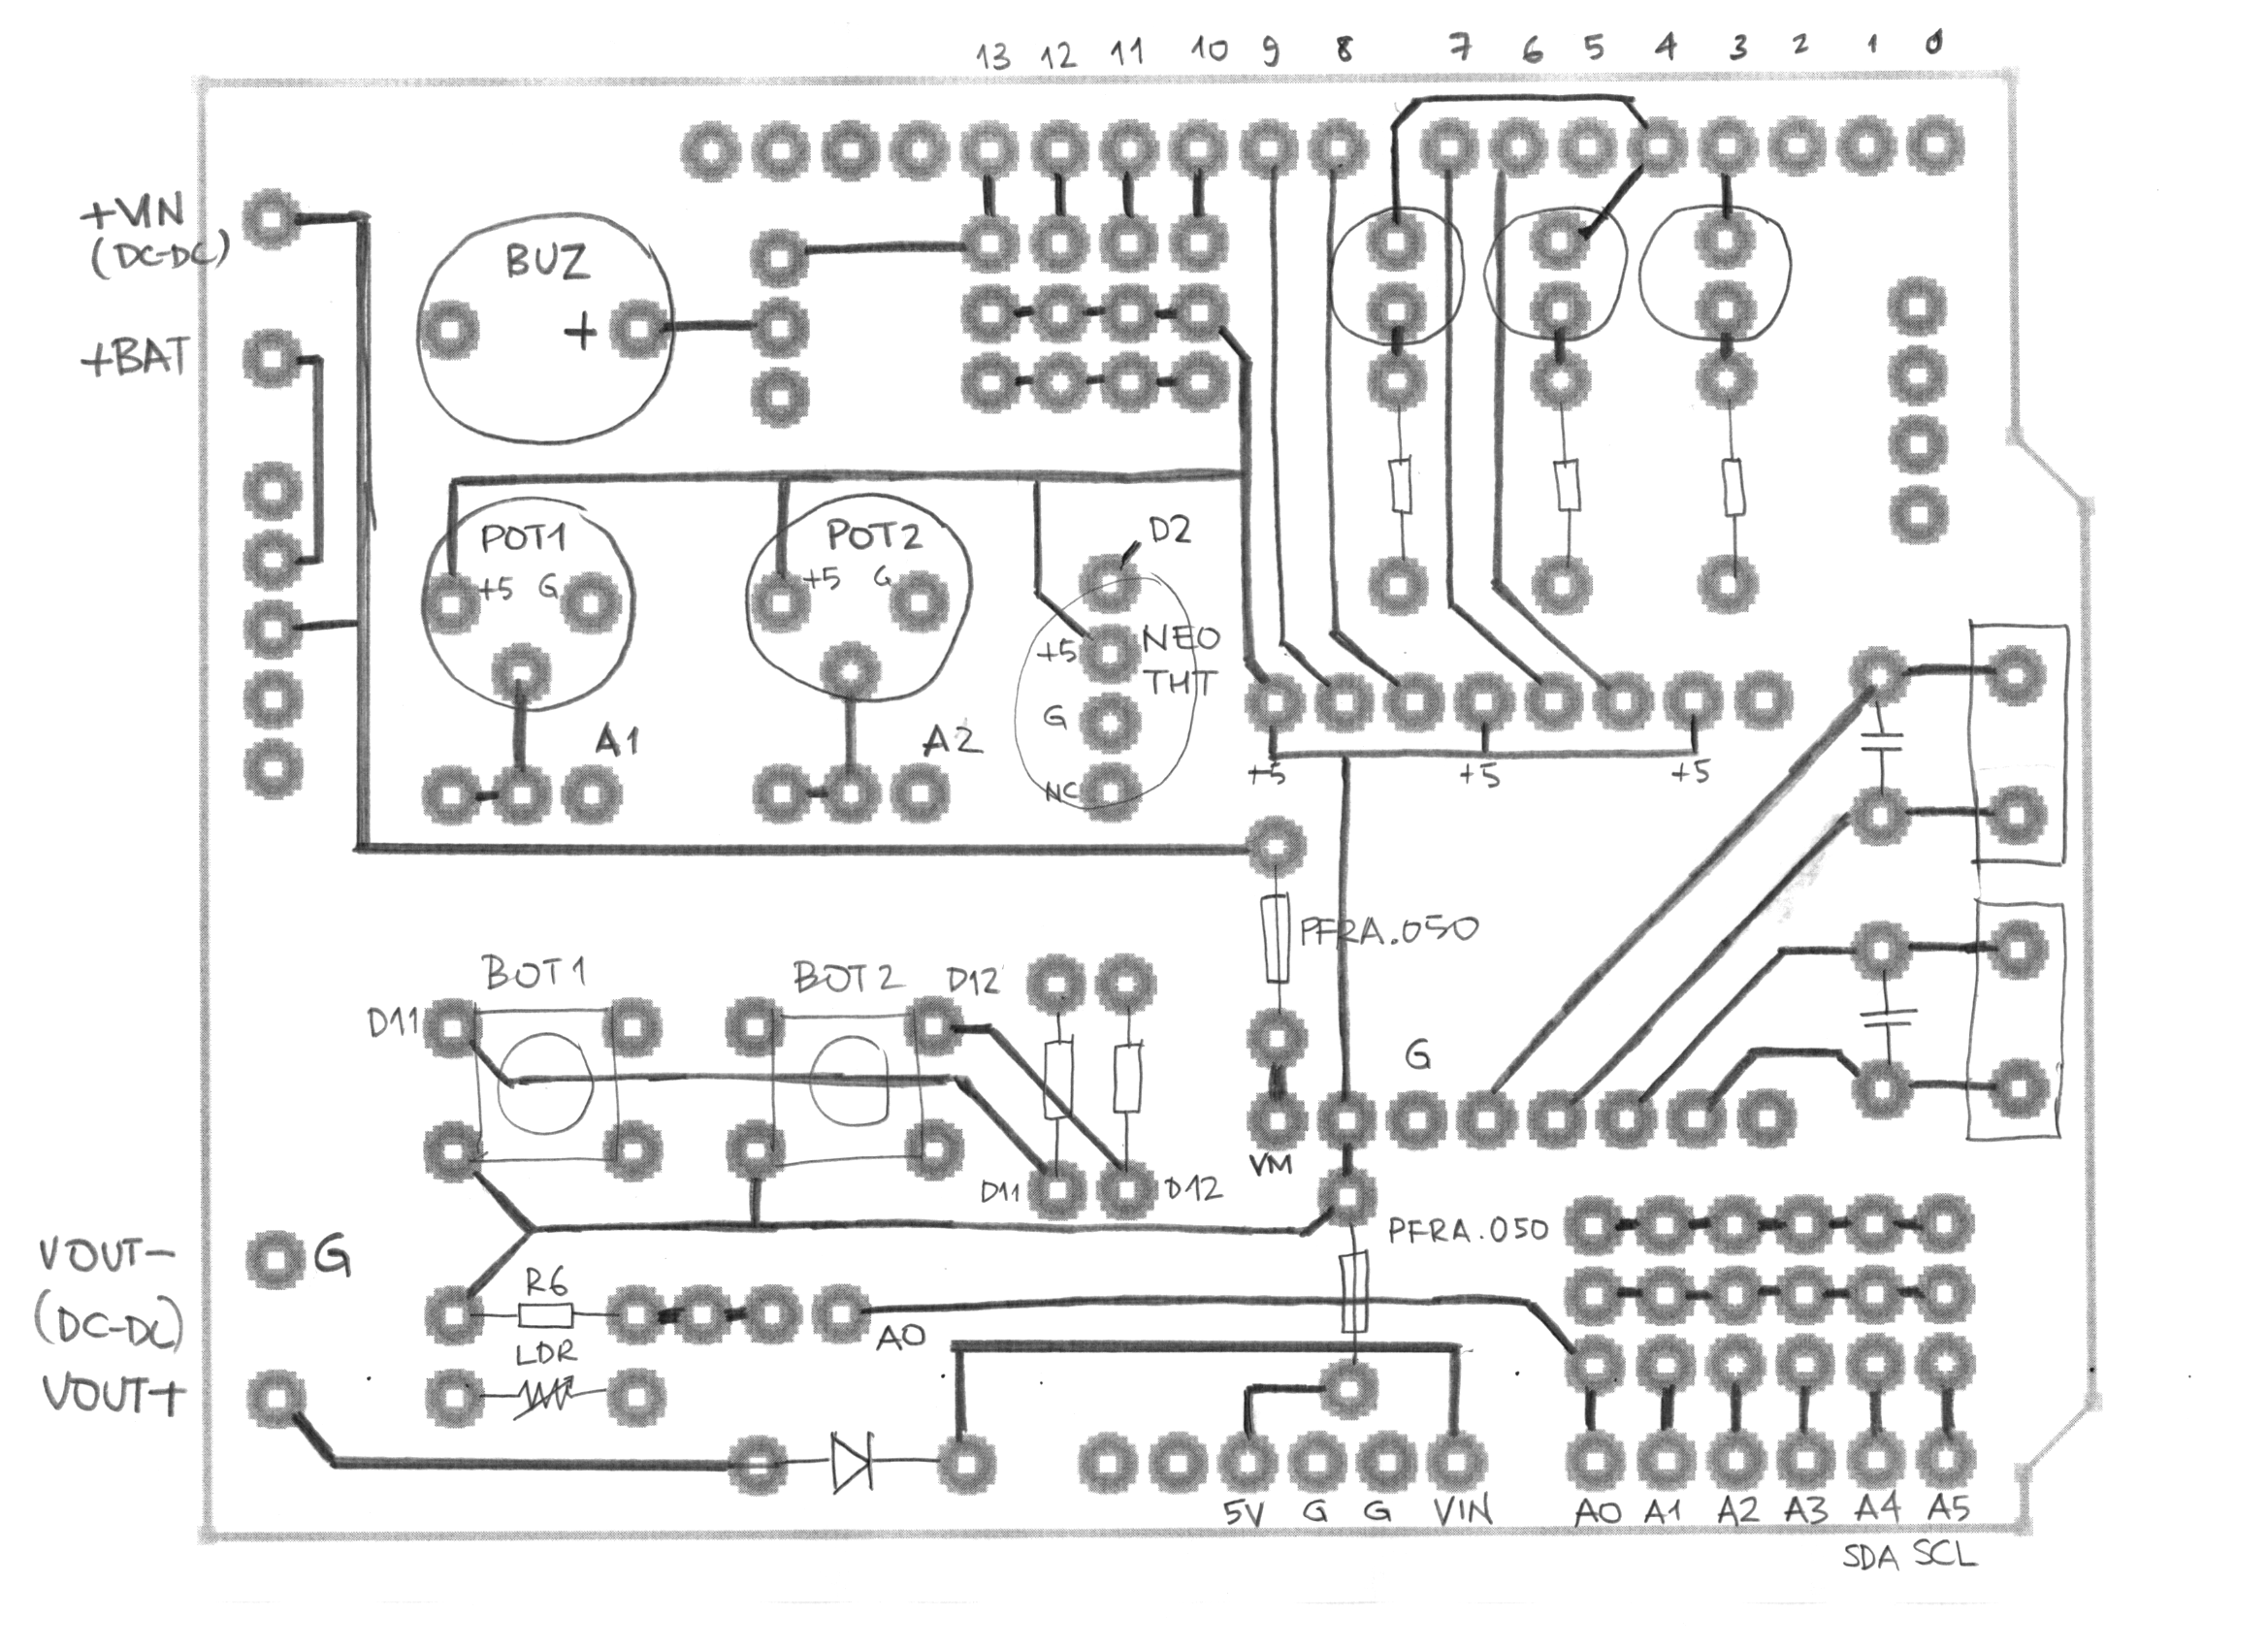 13 12 11 10 9 8 7 6 5 4 3 2 1 0
+VIN
(DC-DC)
BUZ
+
+BAT
POT1
+5 G
POT2
+5 G
D2
+5
NEO
THT
G
NC
A1
A2
+5 +5 +5
PFRA.050
BOT1
BOT2
D11
D12
G
D11
D12
VM
PFRA.050
VOUT-
G
(DC-DC)
VOUT+
R6
LDR
A0
5V G G VIN
A0 A1 A2 A3 A4 A5
SDA SCL